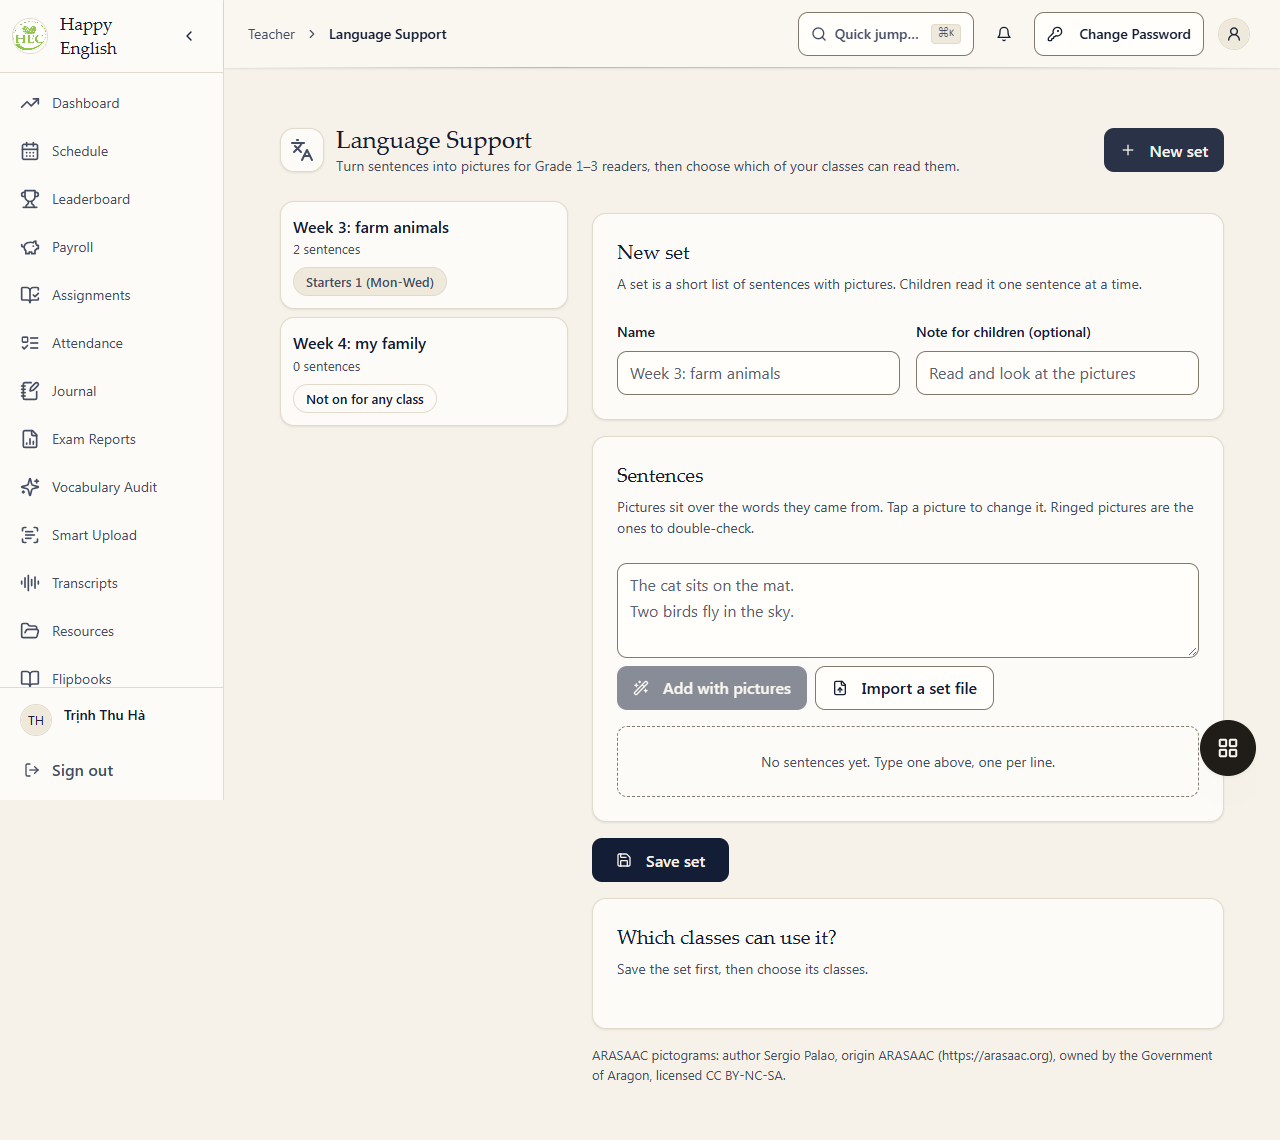 Happy
English
HEC
Teacher > Language Support
Quick jump... ⌘K
Change Password
Dashboard
Schedule
Leaderboard
Payroll
Assignments
Attendance
Journal
Exam Reports
Vocabulary Audit
Smart Upload
Transcripts
Resources
Flipbooks
TH Trịnh Thu Hà
Sign out
Language Support
Turn sentences into pictures for Grade 1–3 readers, then choose which of your classes can read them.
New set
Week 3: farm animals
2 sentences
Starters 1 (Mon-Wed)
Week 4: my family
0 sentences
Not on for any class
New set
A set is a short list of sentences with pictures. Children read it one sentence at a time.
Name
Week 3: farm animals
Note for children (optional)
Read and look at the pictures
Sentences
Pictures sit over the words they came from. Tap a picture to change it. Ringed pictures are the
ones to double-check.
The cat sits on the mat.
Two birds fly in the sky.
Add with pictures
Import a set file
No sentences yet. Type one above, one per line.
Save set
Which classes can use it?
Save the set first, then choose its classes.
ARASAAC pictograms: author Sergio Palao, origin ARASAAC (https://arasaac.org), owned by the Government
of Aragon, licensed CC BY-NC-SA.